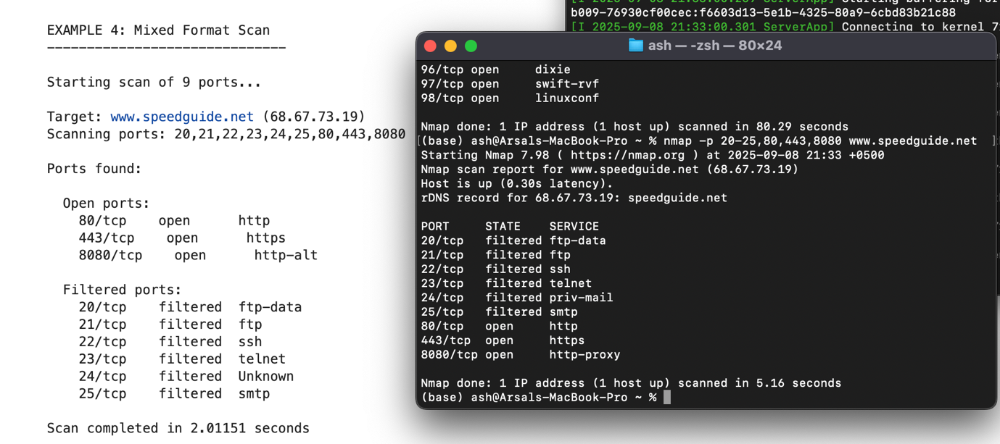 EXAMPLE 4: Mixed Format Scan
------------------------------
Starting scan of 9 ports...
Target: www.speedguide.net (68.67.73.19)
Scanning ports: 20,21,22,23,24,25,80,443,8080
Ports found:
Open ports:
80/tcp open http
443/tcp open https
8080/tcp open http-alt
Filtered ports:
20/tcp filtered ftp-data
21/tcp filtered ftp
22/tcp filtered ssh
23/tcp filtered telnet
24/tcp filtered Unknown
25/tcp filtered smtp
Scan completed in 2.01151 seconds
b009-76930cf00cec:f6603d13-5e1b-4325-80a9-6cbd83b21c88
[I 2025-09-08 21:33:00.301 ServerApp] Connecting to kernel 7
ash — -zsh — 80×24
96/tcp open dixie
97/tcp open swift-rvf
98/tcp open linuxconf
Nmap done: 1 IP address (1 host up) scanned in 80.29 seconds
[(base) ash@Arsals-MacBook-Pro ~ % nmap -p 20-25,80,443,8080 www.speedguide.net ]
Starting Nmap 7.98 ( https://nmap.org ) at 2025-09-08 21:33 +0500
Nmap scan report for www.speedguide.net (68.67.73.19)
Host is up (0.30s latency).
rDNS record for 68.67.73.19: speedguide.net
PORT STATE SERVICE
20/tcp filtered ftp-data
21/tcp filtered ftp
22/tcp filtered ssh
23/tcp filtered telnet
24/tcp filtered priv-mail
25/tcp filtered smtp
80/tcp open http
443/tcp open https
8080/tcp open http-proxy
Nmap done: 1 IP address (1 host up) scanned in 5.16 seconds
(base) ash@Arsals-MacBook-Pro ~ %